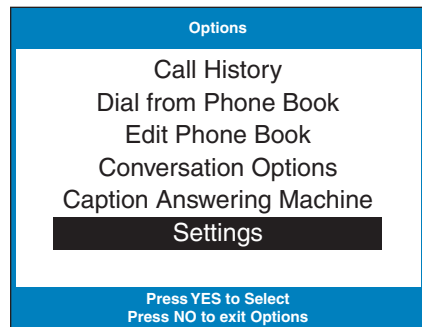 Options
Call History
Dial from Phone Book
Edit Phone Book
Conversation Options
Caption Answering Machine
Settings
Press YES to Select
Press NO to exit Options